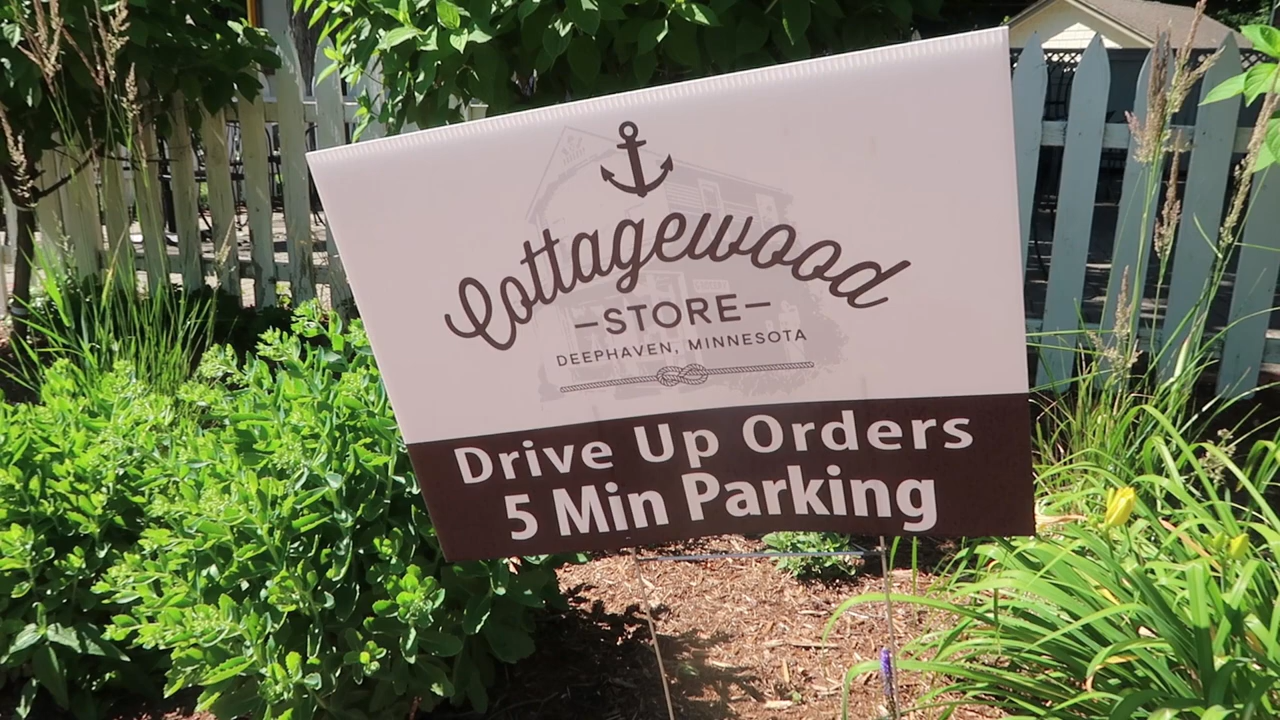 Cottagewood
-STORE-
DEEPHAVEN, MINNESOTA
Drive Up Orders
5 Min Parking